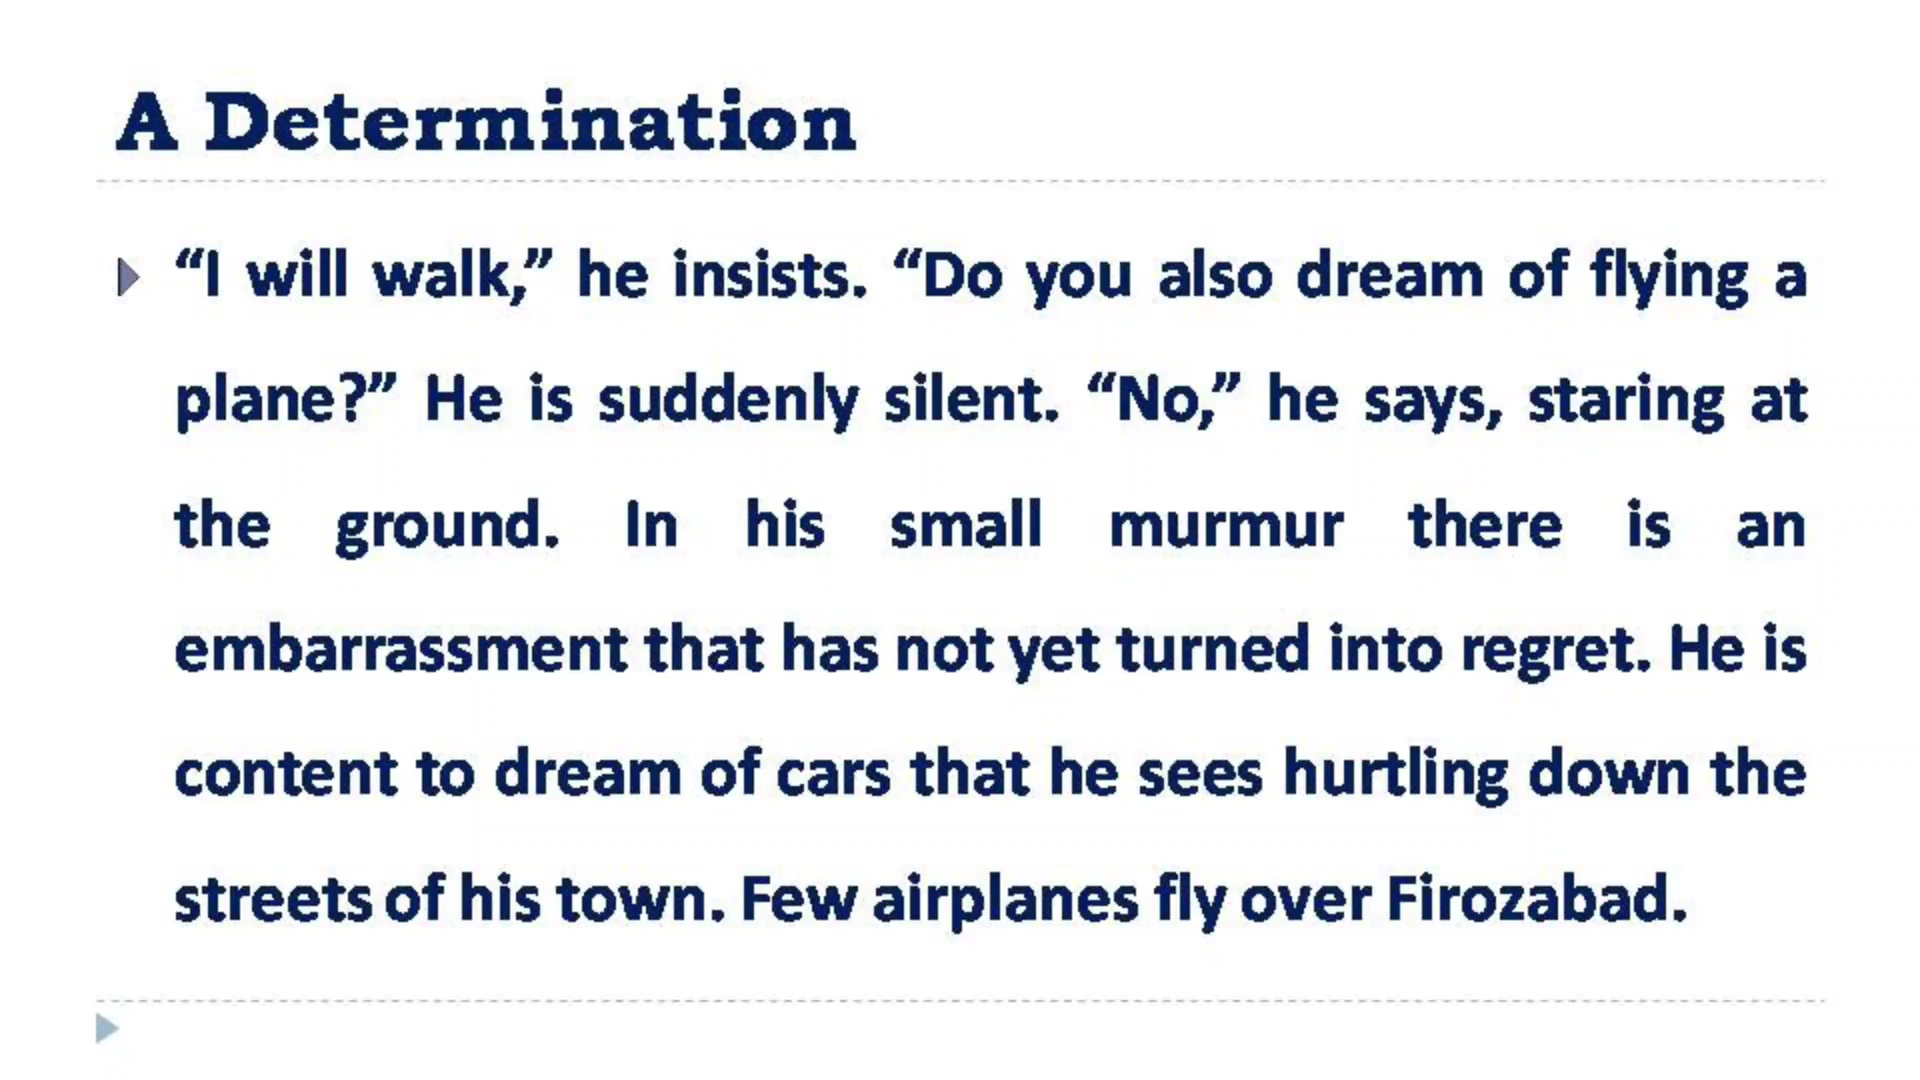 A Determination
“I will walk,” he insists. “Do you also dream of flying a
plane?” He is suddenly silent. “No,” he says, staring at
the ground. In his small murmur there is an
embarrassment that has not yet turned into regret. He is
content to dream of cars that he sees hurtling down the
streets of his town. Few airplanes fly over Firozabad.